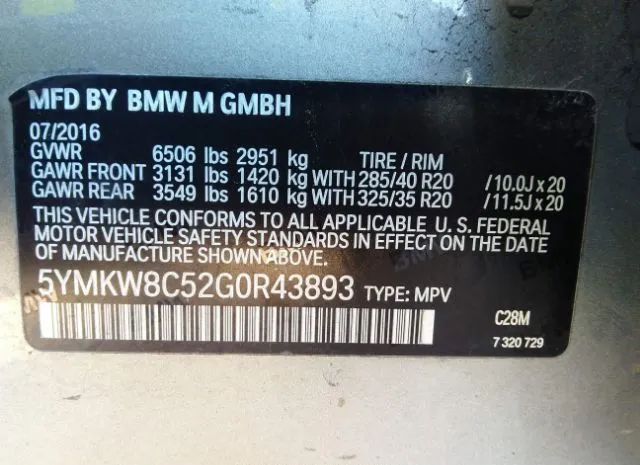 MFD BY BMW M GMBH
07/2016
GVWR 6506 lbs 2951 kg TIRE / RIM
GAWR FRONT 3131 lbs 1420 kg WITH 285/40 R20 / 10.0J x 20
GAWR REAR 3549 lbs 1610 kg WITH 325/35 R20 / 11.5J x 20
THIS VEHICLE CONFORMS TO ALL APPLICABLE U. S. FEDERAL
MOTOR VEHICLE SAFETY STANDARDS IN EFFECT ON THE DATE
OF MANUFACTURE SHOWN ABOVE.
5YMKW8C52G0R43893 TYPE: MPV
C28M
7 320 729